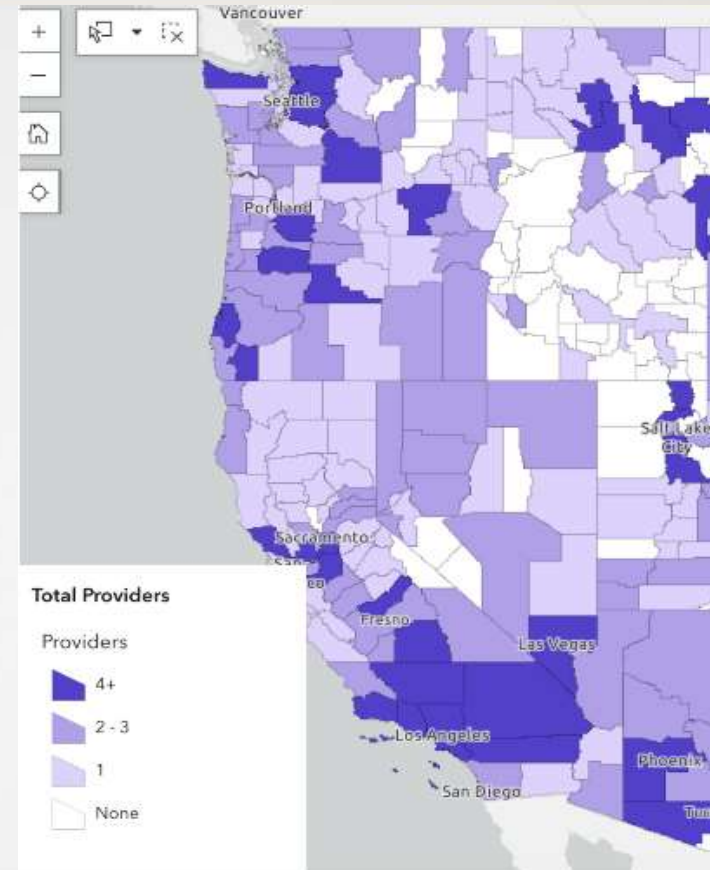 Vancouver
Seattle
Portland
Salt Lake
City
Sacramento
San
Fresno
Las Vegas
Los Angeles
Phoenix
San Diego
Total Providers
Providers
4+
2 - 3
1
None